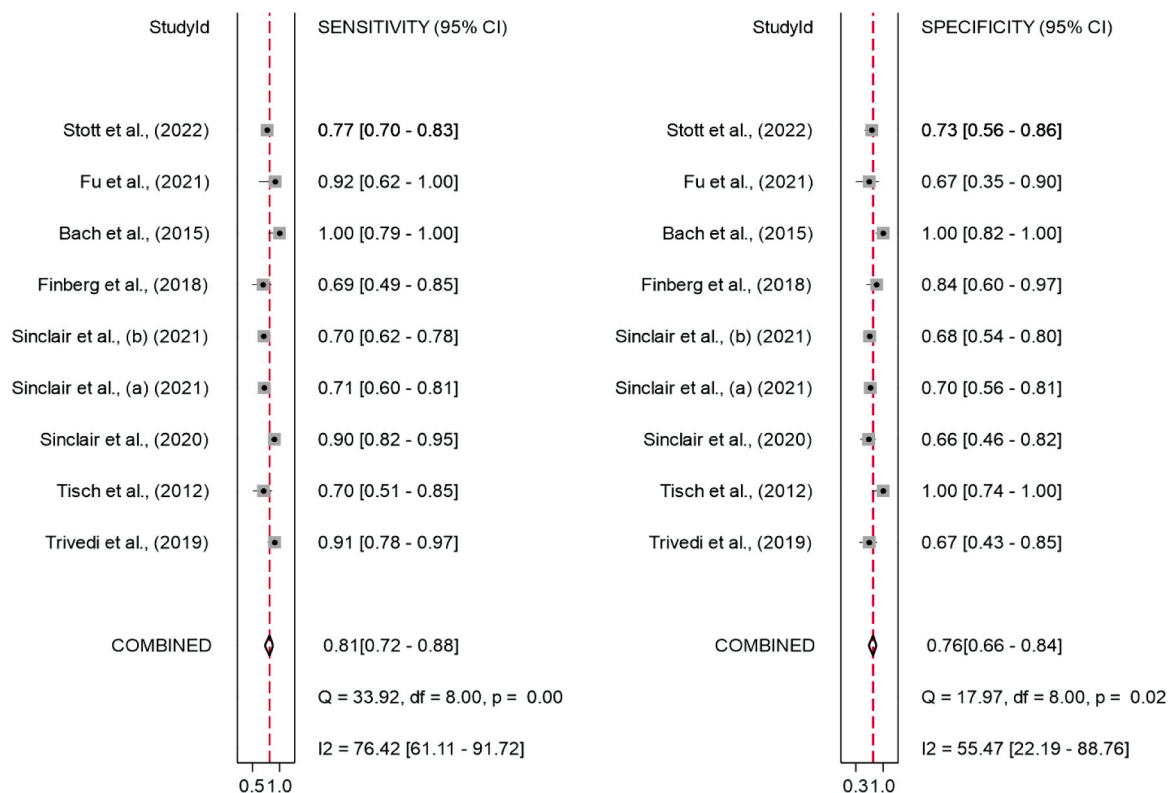 StudyId SENSITIVITY (95% CI)
Stott et al., (2022) 0.77 [0.70 - 0.83]
Fu et al., (2021) 0.92 [0.62 - 1.00]
Bach et al., (2015) 1.00 [0.79 - 1.00]
Finberg et al., (2018) 0.69 [0.49 - 0.85]
Sinclair et al., (b) (2021) 0.70 [0.62 - 0.78]
Sinclair et al., (a) (2021) 0.71 [0.60 - 0.81]
Sinclair et al., (2020) 0.90 [0.82 - 0.95]
Tisch et al., (2012) 0.70 [0.51 - 0.85]
Trivedi et al., (2019) 0.91 [0.78 - 0.97]
COMBINED 0.81[0.72 - 0.88]
Q = 33.92, df = 8.00, p = 0.00
I2 = 76.42 [61.11 - 91.72]
0.51.0
StudyId SPECIFICITY (95% CI)
Stott et al., (2022) 0.73 [0.56 - 0.86]
Fu et al., (2021) 0.67 [0.35 - 0.90]
Bach et al., (2015) 1.00 [0.82 - 1.00]
Finberg et al., (2018) 0.84 [0.60 - 0.97]
Sinclair et al., (b) (2021) 0.68 [0.54 - 0.80]
Sinclair et al., (a) (2021) 0.70 [0.56 - 0.81]
Sinclair et al., (2020) 0.66 [0.46 - 0.82]
Tisch et al., (2012) 1.00 [0.74 - 1.00]
Trivedi et al., (2019) 0.67 [0.43 - 0.85]
COMBINED 0.76[0.66 - 0.84]
Q = 17.97, df = 8.00, p = 0.02
I2 = 55.47 [22.19 - 88.76]
0.31.0